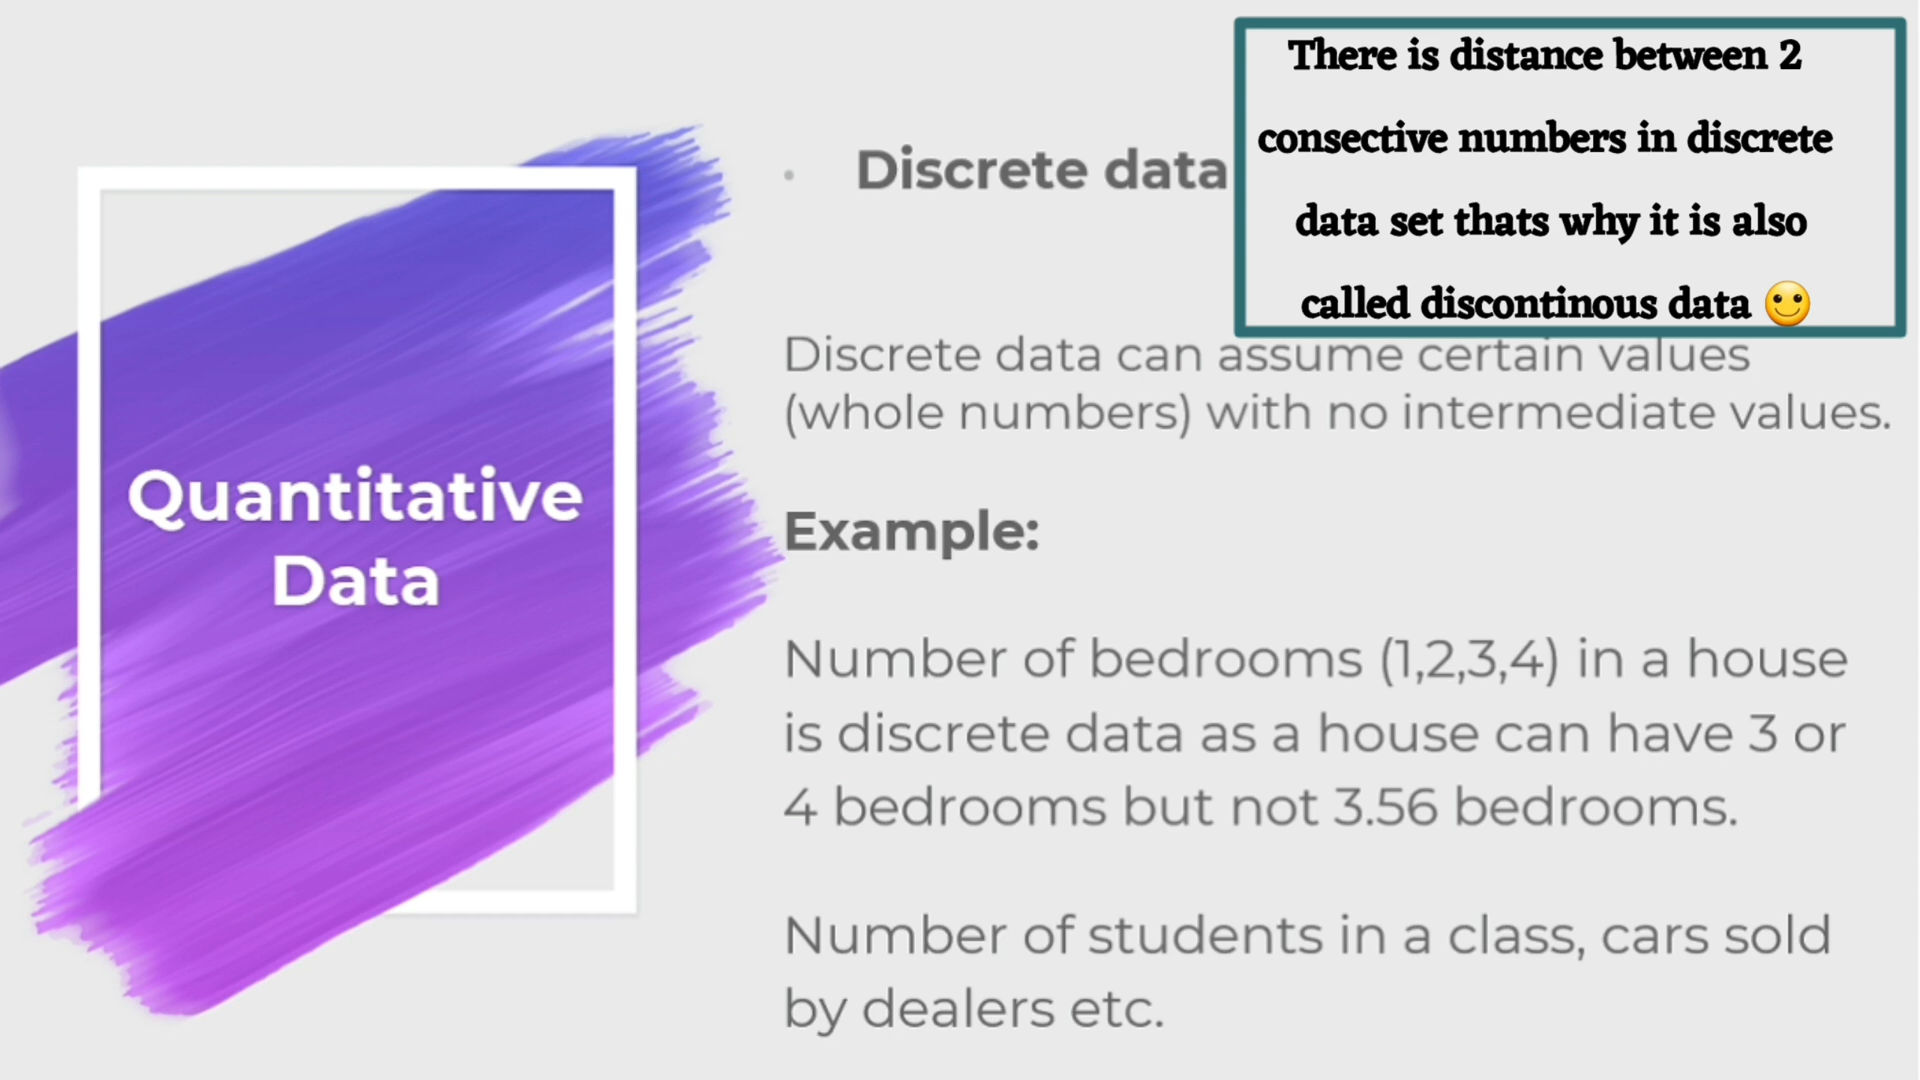 Quantitative
Data
• Discrete data
There is distance between 2
consective numbers in discrete
data set thats why it is also
called discontinous data 🙂
Discrete data can assume certain values
(whole numbers) with no intermediate values.
Example:
Number of bedrooms (1,2,3,4) in a house
is discrete data as a house can have 3 or
4 bedrooms but not 3.56 bedrooms.
Number of students in a class, cars sold
by dealers etc.